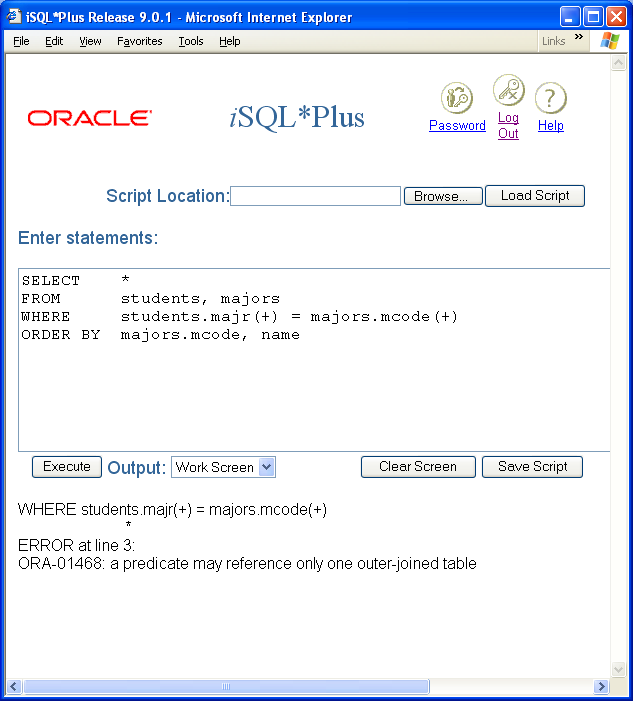 iSQL*Plus Release 9.0.1 - Microsoft Internet Explorer
File Edit View Favorites Tools Help Links »
ORACLE
iSQL*Plus
Password
Log
Out
Help
Script Location: Browse... Load Script
Enter statements:
SELECT *
FROM students, majors
WHERE students.majr(+) = majors.mcode(+)
ORDER BY majors.mcode, name
Execute Output: Work Screen Clear Screen Save Script
WHERE students.majr(+) = majors.mcode(+)
*
ERROR at line 3:
ORA-01468: a predicate may reference only one outer-joined table